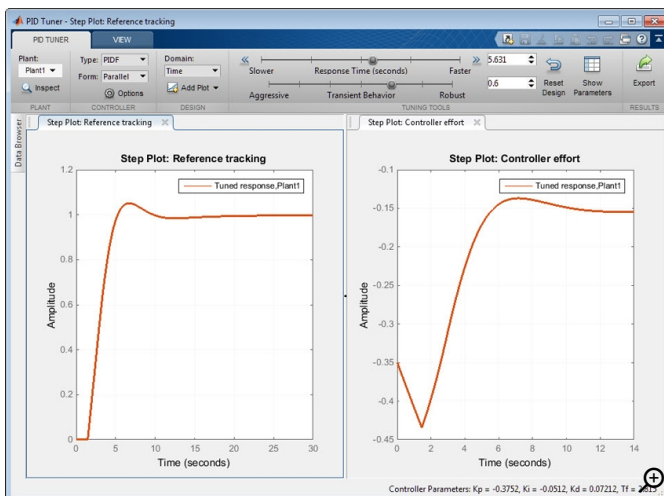 PID Tuner - Step Plot: Reference tracking
PID TUNER
VIEW
Plant:
Plant1
Inspect
PLANT
Type: PIDF
Form: Parallel
Options
CONTROLLER
Domain:
Time
Add Plot
DESIGN
Slower Response Time (seconds) Faster
5.631
Aggressive Transient Behavior Robust
0.6
TUNING TOOLS
Reset
Design
Show
Parameters
Export
RESULTS
Data Browser
Step Plot: Reference tracking
Step Plot: Controller effort
Step Plot: Reference tracking
Tuned response,Plant1
Amplitude
1.2
1
0.8
0.6
0.4
0.2
0
0 5 10 15 20 25 30
Time (seconds)
Step Plot: Controller effort
Tuned response,Plant1
Amplitude
-0.1
-0.15
-0.2
-0.25
-0.3
-0.35
-0.4
-0.45
0 2 4 6 8 10 12 14
Time (seconds)
Controller Parameters: Kp = -0.3752, Ki = -0.0512, Kd = 0.07212, Tf =